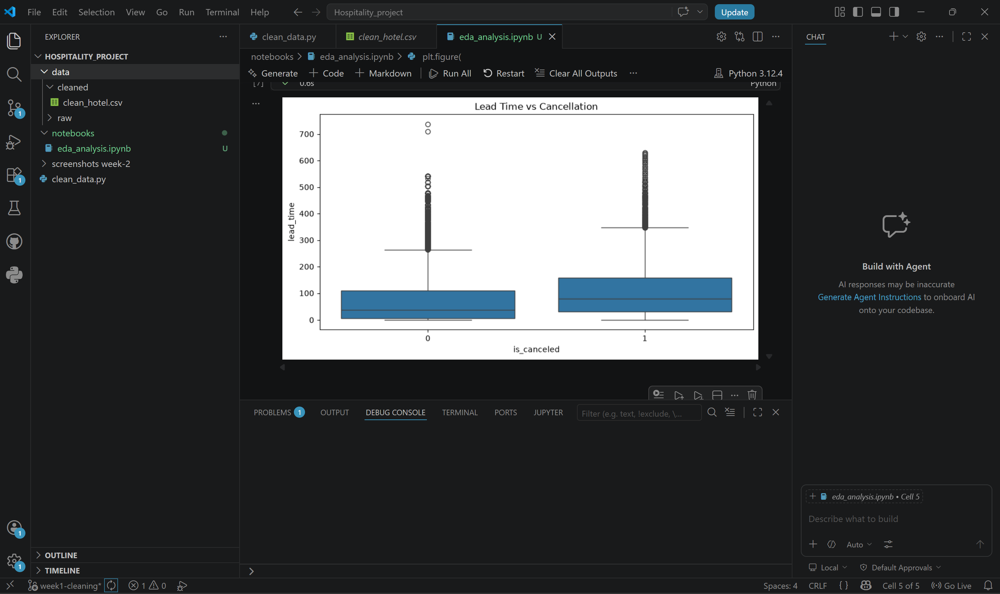 File Edit Selection View Go Run Terminal Help
Hospitality_project
Update
EXPLORER
HOSPITALITY_PROJECT
data
cleaned
clean_hotel.csv
raw
notebooks
eda_analysis.ipynb U
screenshots week-2
clean_data.py
OUTLINE
TIMELINE
clean_data.py
clean_hotel.csv
eda_analysis.ipynb U
notebooks > eda_analysis.ipynb > plt.figure(
Generate + Code + Markdown Run All Restart Clear All Outputs ... Python 3.12.4
[7] 0.6s Python
Lead Time vs Cancellation
700
600
500
400
300
200
100
0
lead_time
0 1
is_canceled
PROBLEMS 1 OUTPUT DEBUG CONSOLE TERMINAL PORTS JUPYTER
Filter (e.g. text, !exclude, \...
CHAT
Build with Agent
AI responses may be inaccurate
Generate Agent Instructions to onboard AI
onto your codebase.
eda_analysis.ipynb • Cell 5
Describe what to build
Auto
Local Default Approvals
1
1
1
1
week1-cleaning* 1 0
Spaces: 4 CRLF { } Cell 5 of 5 Go Live